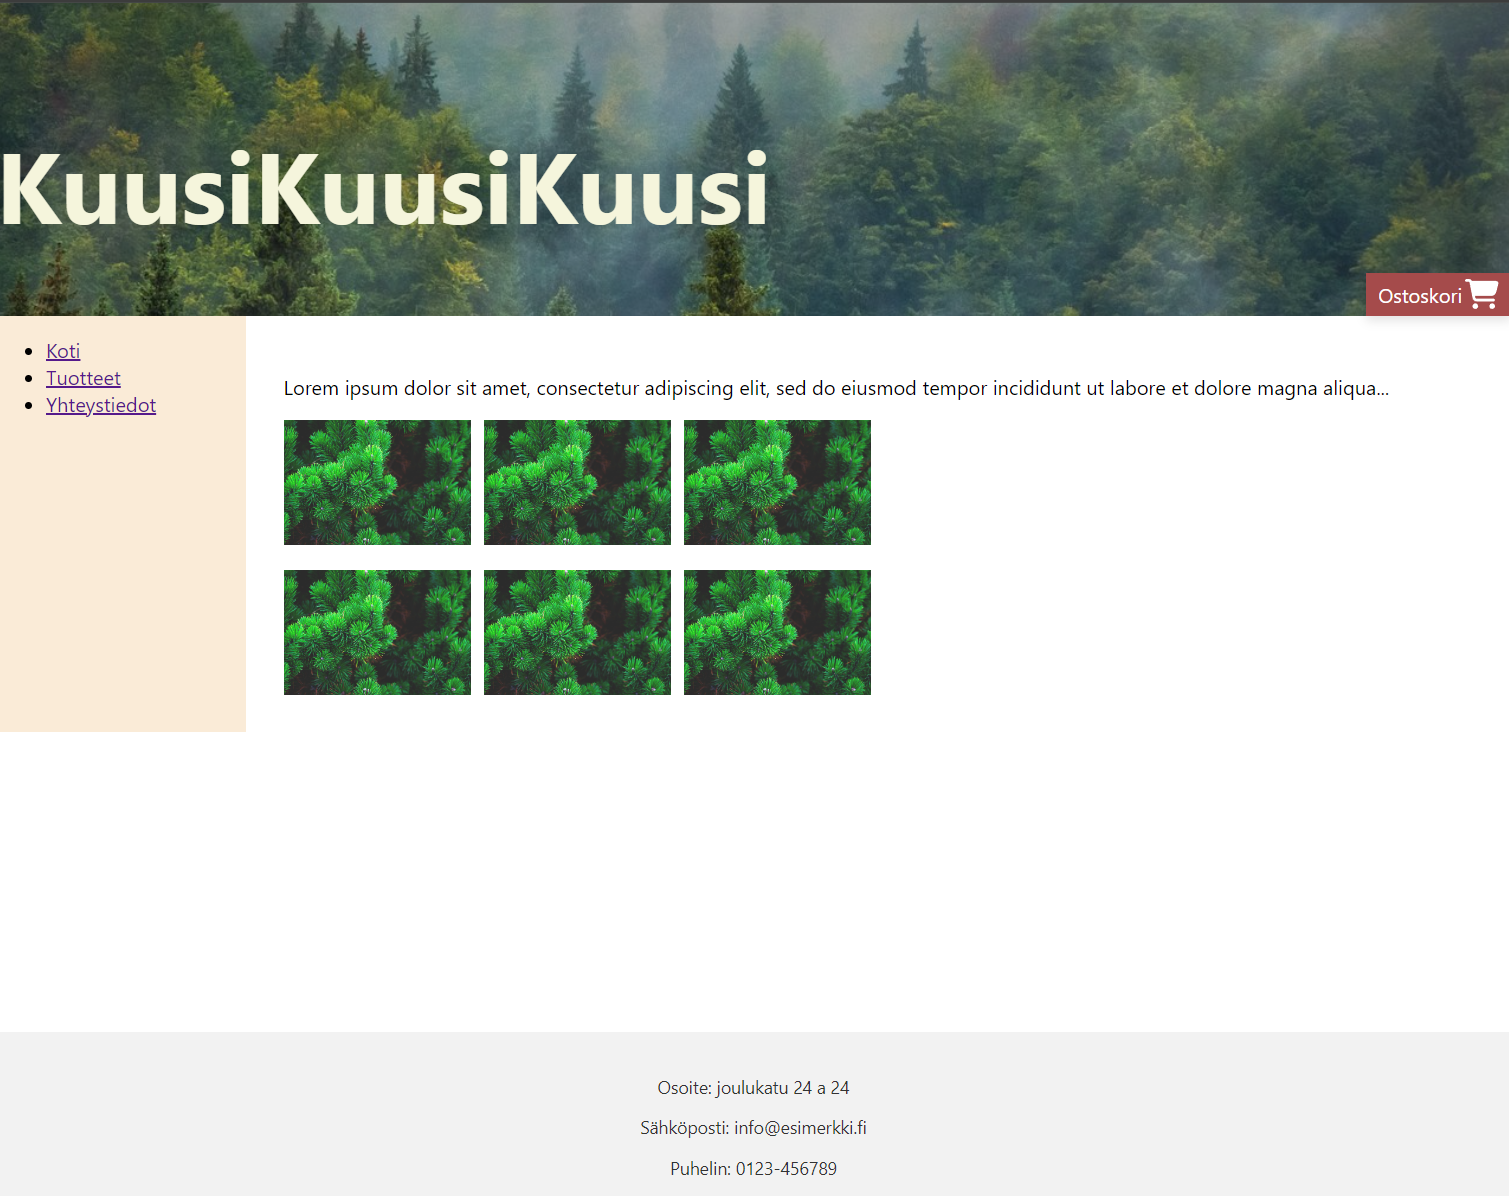 KuusiKuusiKuusi
Ostoskori
Koti
Tuotteet
Yhteystiedot
Lorem ipsum dolor sit amet, consectetur adipiscing elit, sed do eiusmod tempor incididunt ut labore et dolore magna aliqua...
Osoite: joulukatu 24 a 24
Sähköposti: info@esimerkki.fi
Puhelin: 0123-456789